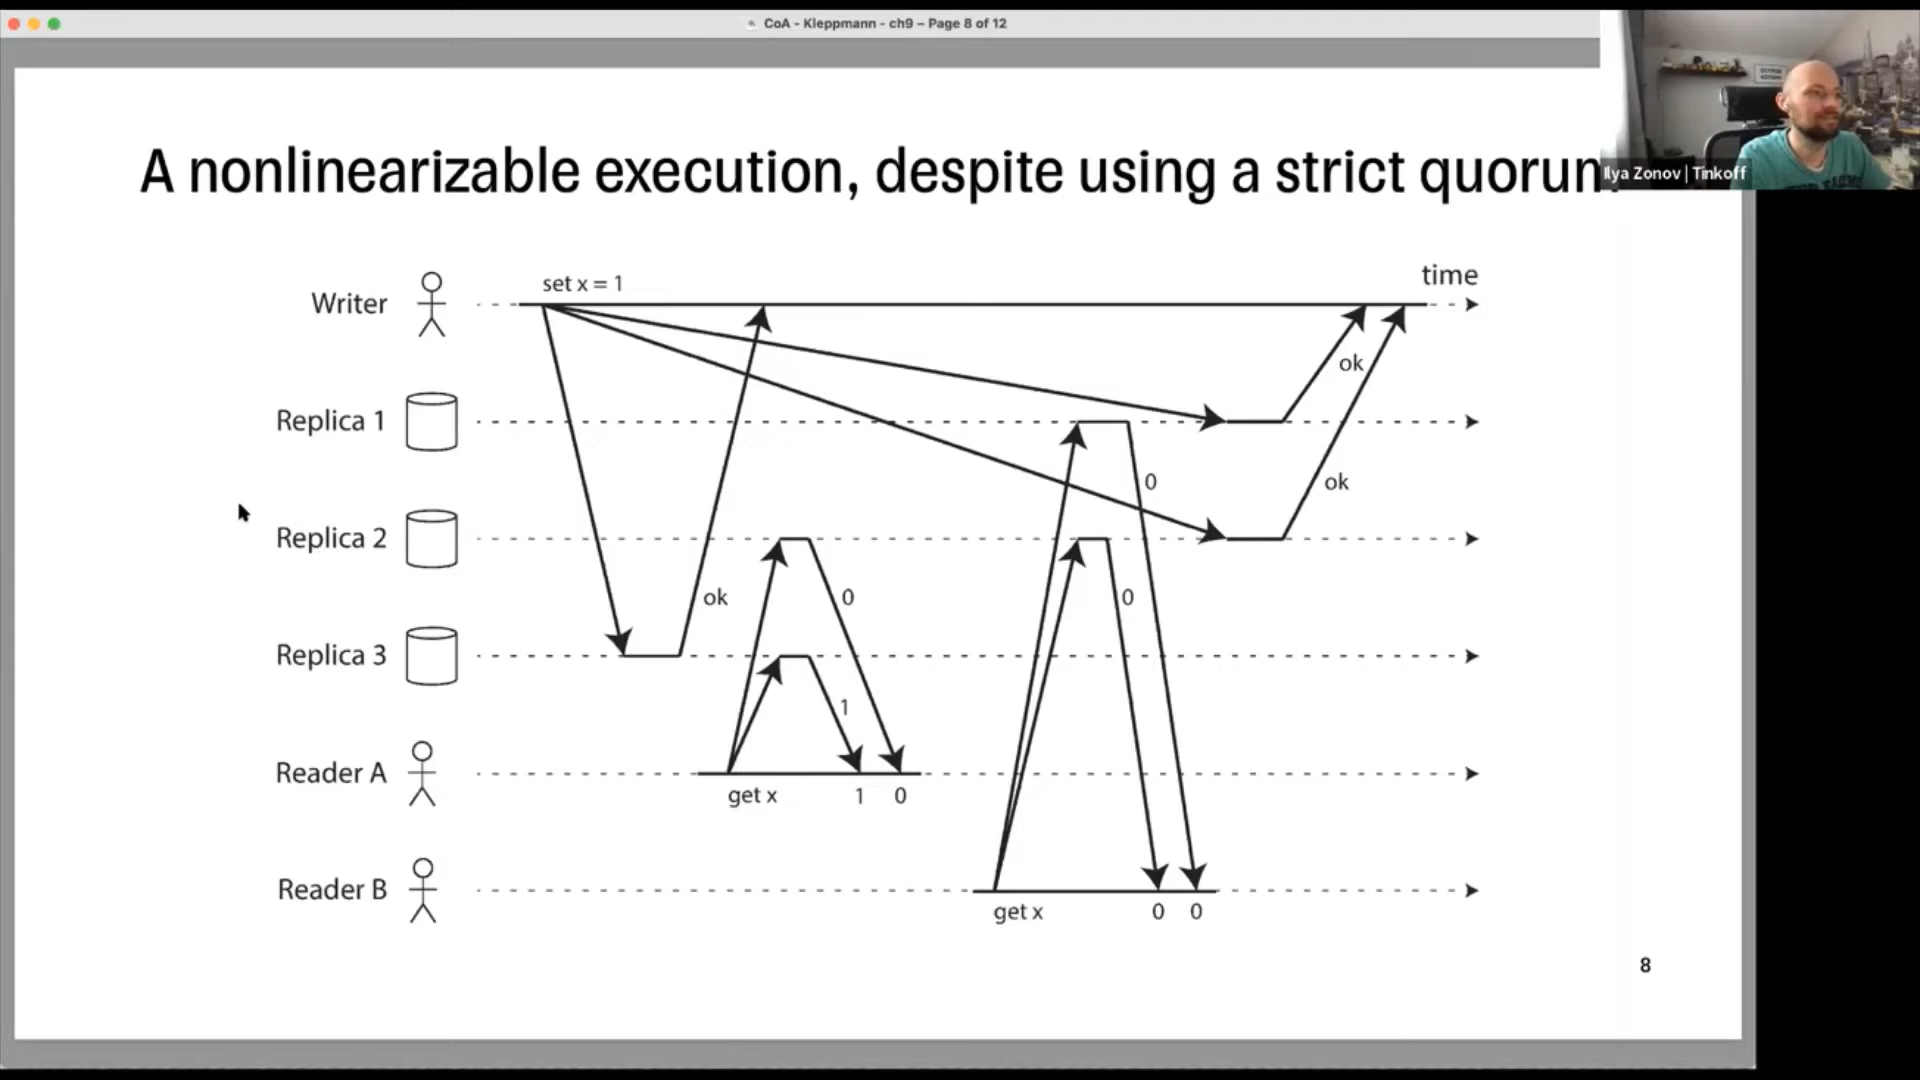 CoA - Kleppmann - ch9 – Page 8 of 12
A nonlinearizable execution, despite using a strict quorum
Ilya Zonov | Tinkoff
set x = 1
time
Writer
ok
Replica 1
0
ok
Replica 2
ok
0
0
Replica 3
1
Reader A
get x
1
0
Reader B
get x
0
0
8